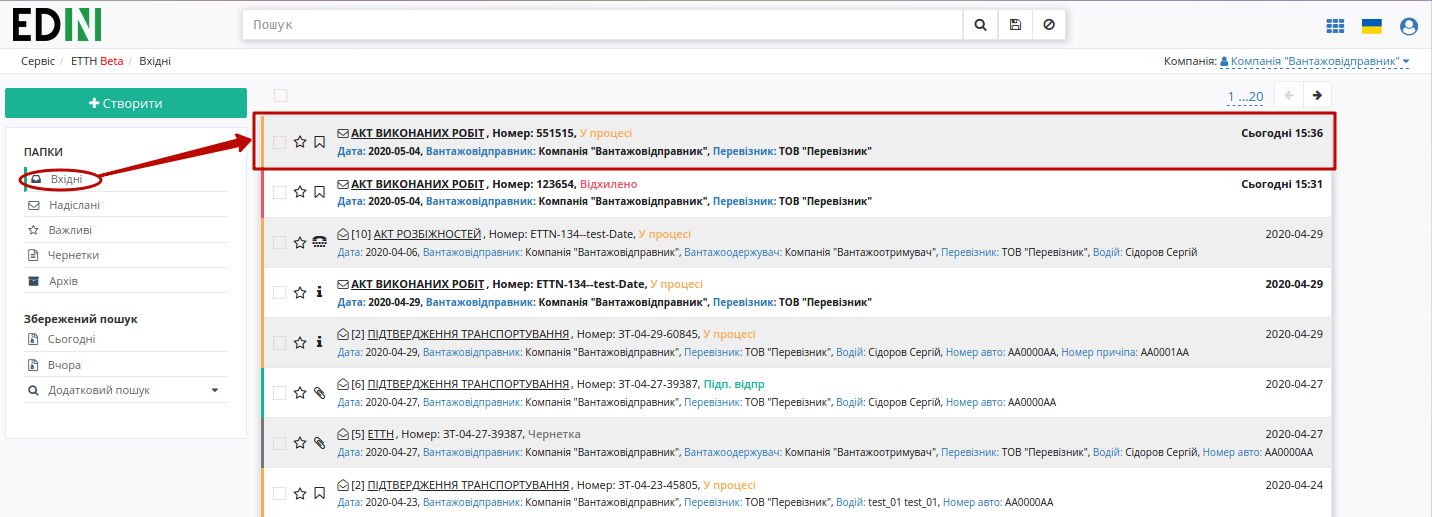 EDIN
Пошук
Сервіс / ЕТТН Beta / Вхідні
Компанія: Компанія "Вантажовідправник"
Створити
1 ...20
ПАПКИ
Вхідні
Надіслані
Важливі
Чернетки
Архів
Збережений пошук
Сьогодні
Вчора
Додатковий пошук
АКТ ВИКОНАНИХ РОБІТ, Номер: 551515, У процесі Сьогодні 15:36
Дата: 2020-05-04, Вантажовідправник: Компанія "Вантажовідправник", Перевізник: ТОВ "Перевізник"
АКТ ВИКОНАНИХ РОБІТ, Номер: 123654, Відхилено Сьогодні 15:31
Дата: 2020-05-04, Вантажовідправник: Компанія "Вантажовідправник", Перевізник: ТОВ "Перевізник"
[10] АКТ РОЗБІЖНОСТЕЙ, Номер: ETTN-134--test-Date, У процесі 2020-04-29
Дата: 2020-04-06, Вантажовідправник: Компанія "Вантажовідправник", Вантажоодержувач: Компанія "Вантажоотримувач", Перевізник: ТОВ "Перевізник", Водій: Сідоров Сергій
АКТ ВИКОНАНИХ РОБІТ, Номер: ETTN-134--test-Date, У процесі 2020-04-29
Дата: 2020-04-29, Вантажовідправник: Компанія "Вантажовідправник", Перевізник: ТОВ "Перевізник"
[2] ПІДТВЕРДЖЕННЯ ТРАНСПОРТУВАННЯ, Номер: ЗТ-04-29-60845, У процесі 2020-04-29
Дата: 2020-04-29, Вантажовідправник: Компанія "Вантажовідправник", Перевізник: ТОВ "Перевізник", Водій: Сідоров Сергій, Номер авто: АА0000АА, Номер причіпа: АА0001АА
[6] ПІДТВЕРДЖЕННЯ ТРАНСПОРТУВАННЯ, Номер: ЗТ-04-27-39387, Підп. відпр 2020-04-27
Дата: 2020-04-27, Вантажовідправник: Компанія "Вантажовідправник", Перевізник: ТОВ "Перевізник", Водій: Сідоров Сергій, Номер авто: АА0000АА
[5] ЕТТН, Номер: ЗТ-04-27-39387, Чернетка 2020-04-27
Дата: 2020-04-27, Вантажовідправник: Компанія "Вантажовідправник", Вантажоодержувач: Компанія "Вантажоотримувач", Перевізник: ТОВ "Перевізник", Водій: Сідоров Сергій, Номер авто: АА0000АА
[2] ПІДТВЕРДЖЕННЯ ТРАНСПОРТУВАННЯ, Номер: ЗТ-04-23-45805, У процесі 2020-04-24
Дата: 2020-04-23, Вантажовідправник: Компанія "Вантажовідправник", Перевізник: ТОВ "Перевізник", Водій: test_01 test_01, Номер авто: АА0000АА